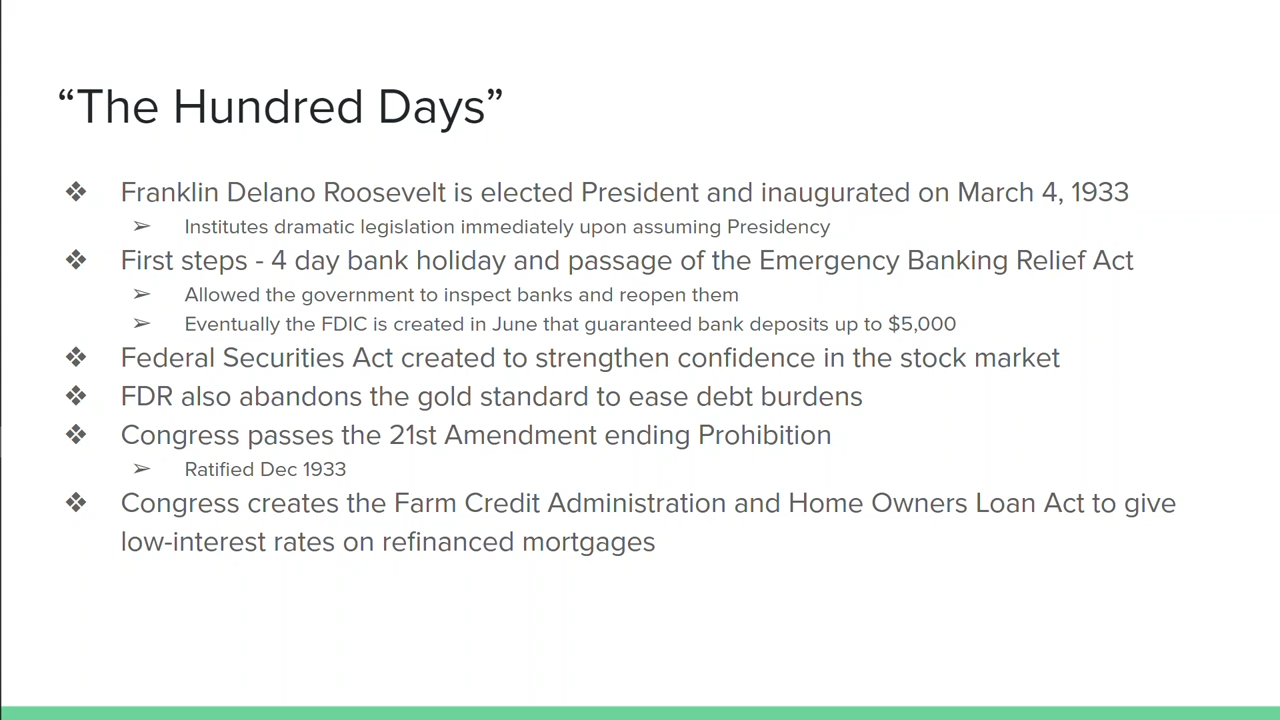 “The Hundred Days”
❖ Franklin Delano Roosevelt is elected President and inaugurated on March 4, 1933
➢ Institutes dramatic legislation immediately upon assuming Presidency
❖ First steps - 4 day bank holiday and passage of the Emergency Banking Relief Act
➢ Allowed the government to inspect banks and reopen them
➢ Eventually the FDIC is created in June that guaranteed bank deposits up to $5,000
❖ Federal Securities Act created to strengthen confidence in the stock market
❖ FDR also abandons the gold standard to ease debt burdens
❖ Congress passes the 21st Amendment ending Prohibition
➢ Ratified Dec 1933
❖ Congress creates the Farm Credit Administration and Home Owners Loan Act to give
low-interest rates on refinanced mortgages